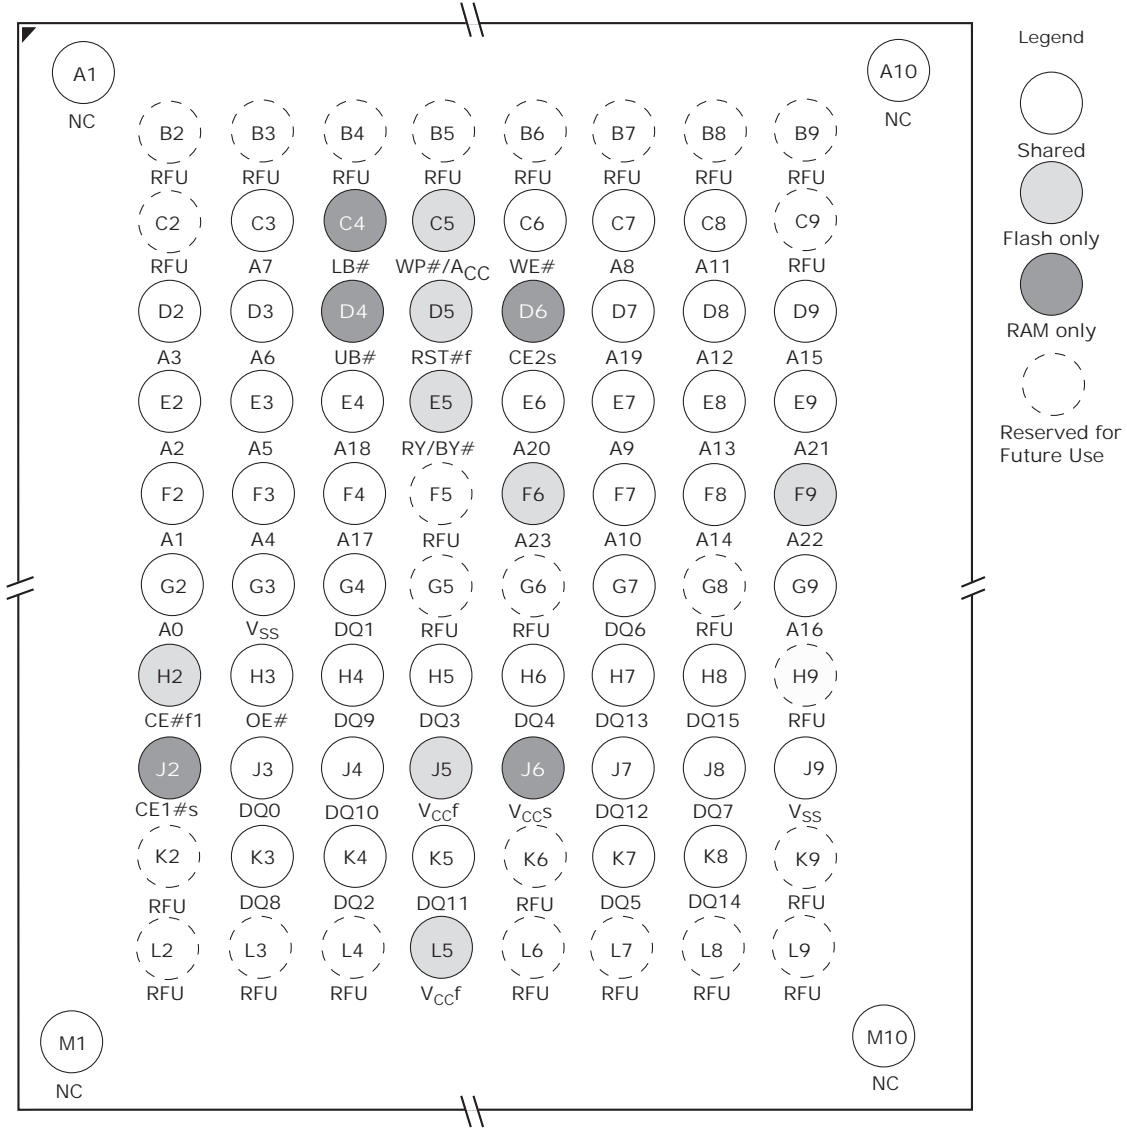 Legend
A1 A10
NC NC
Shared
B2 B3 B4 B5 B6 B7 B8 B9
RFU RFU RFU RFU RFU RFU RFU RFU
Flash only
C2 C3 C4 C5 C6 C7 C8 C9
RFU A7 LB# WP#/ACC WE# A8 A11 RFU
RAM only
D2 D3 D4 D5 D6 D7 D8 D9
A3 A6 UB# RST#f CE2s A19 A12 A15
Reserved for
Future Use
E2 E3 E4 E5 E6 E7 E8 E9
A2 A5 A18 RY/BY# A20 A9 A13 A21
F2 F3 F4 F5 F6 F7 F8 F9
A1 A4 A17 RFU A23 A10 A14 A22
G2 G3 G4 G5 G6 G7 G8 G9
A0 VSS DQ1 RFU RFU DQ6 RFU A16
H2 H3 H4 H5 H6 H7 H8 H9
CE#f1 OE# DQ9 DQ3 DQ4 DQ13 DQ15 RFU
J2 J3 J4 J5 J6 J7 J8 J9
CE1#s DQ0 DQ10 VCCf VCCs DQ12 DQ7 VSS
K2 K3 K4 K5 K6 K7 K8 K9
RFU DQ8 DQ2 DQ11 RFU DQ5 DQ14 RFU
L2 L3 L4 L5 L6 L7 L8 L9
RFU RFU RFU VCCf RFU RFU RFU RFU
M1 M10
NC NC